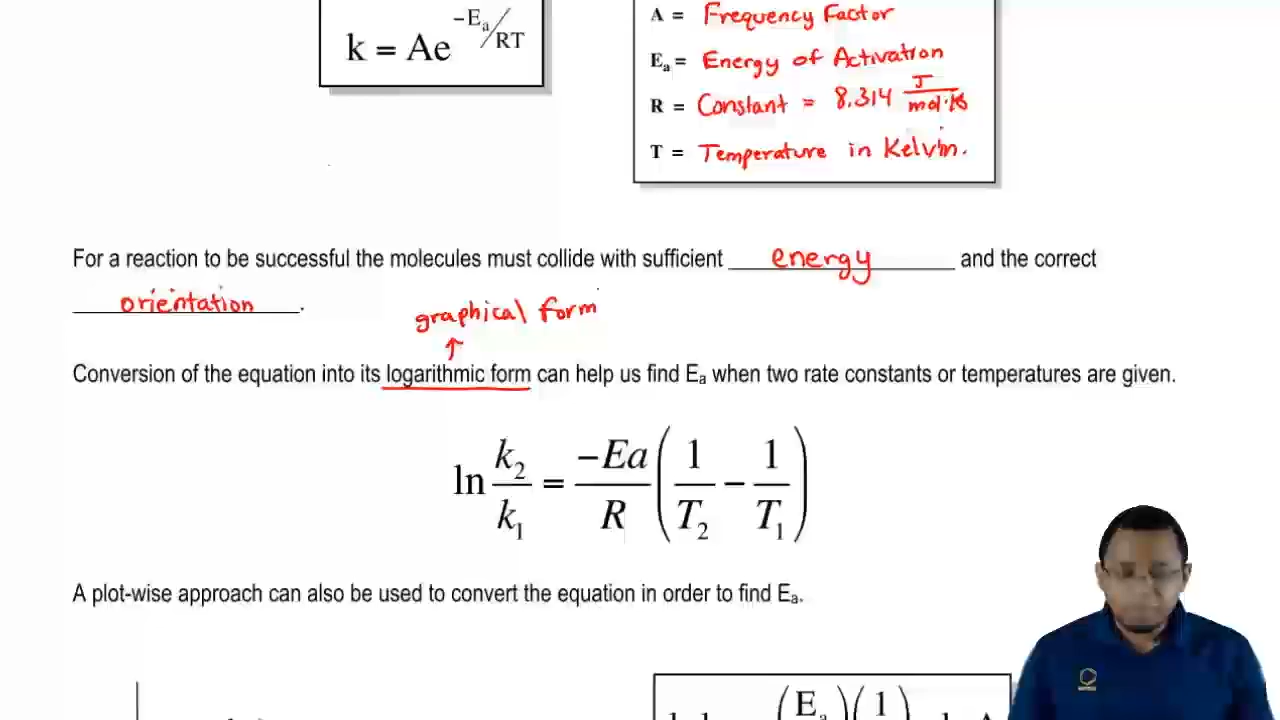 k = Ae^(-Ea/RT)
A = Frequency Factor
Ea = Energy of Activation
R = Constant = 8.314 J/mol·K
T = Temperature in Kelvin.
For a reaction to be successful the molecules must collide with sufficient energy and the correct
orientation.
graphical form
↑
Conversion of the equation into its logarithmic form can help us find Ea when two rate constants or temperatures are given.
ln k2/k1 = -Ea/R (1/T2 − 1/T1)
A plot-wise approach can also be used to convert the equation in order to find Ea.
(Ea)(1